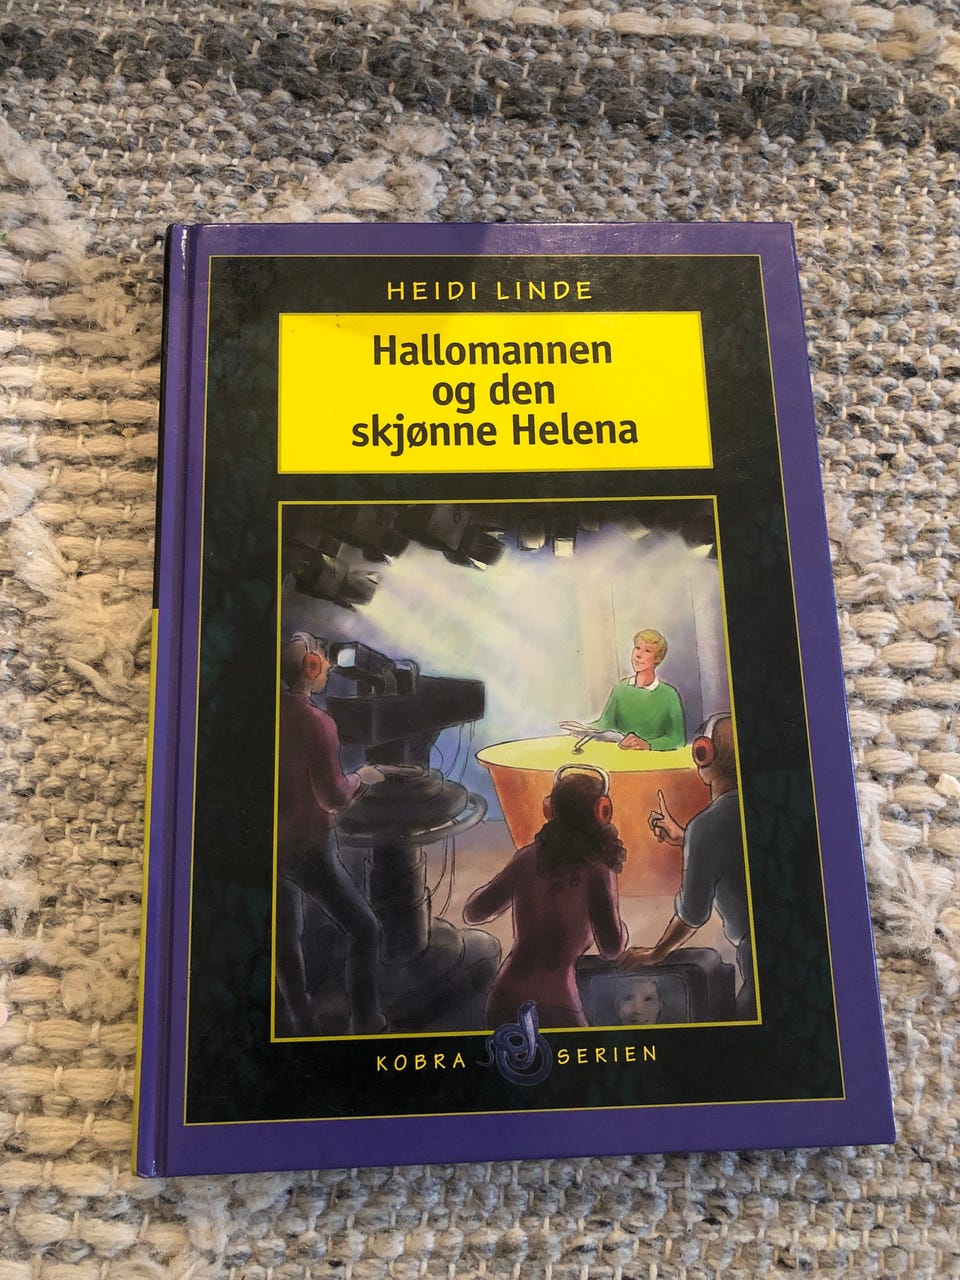 HEIDI LINDE
Hallomannen
og den
skjønne Helena
KOBRA SERIEN